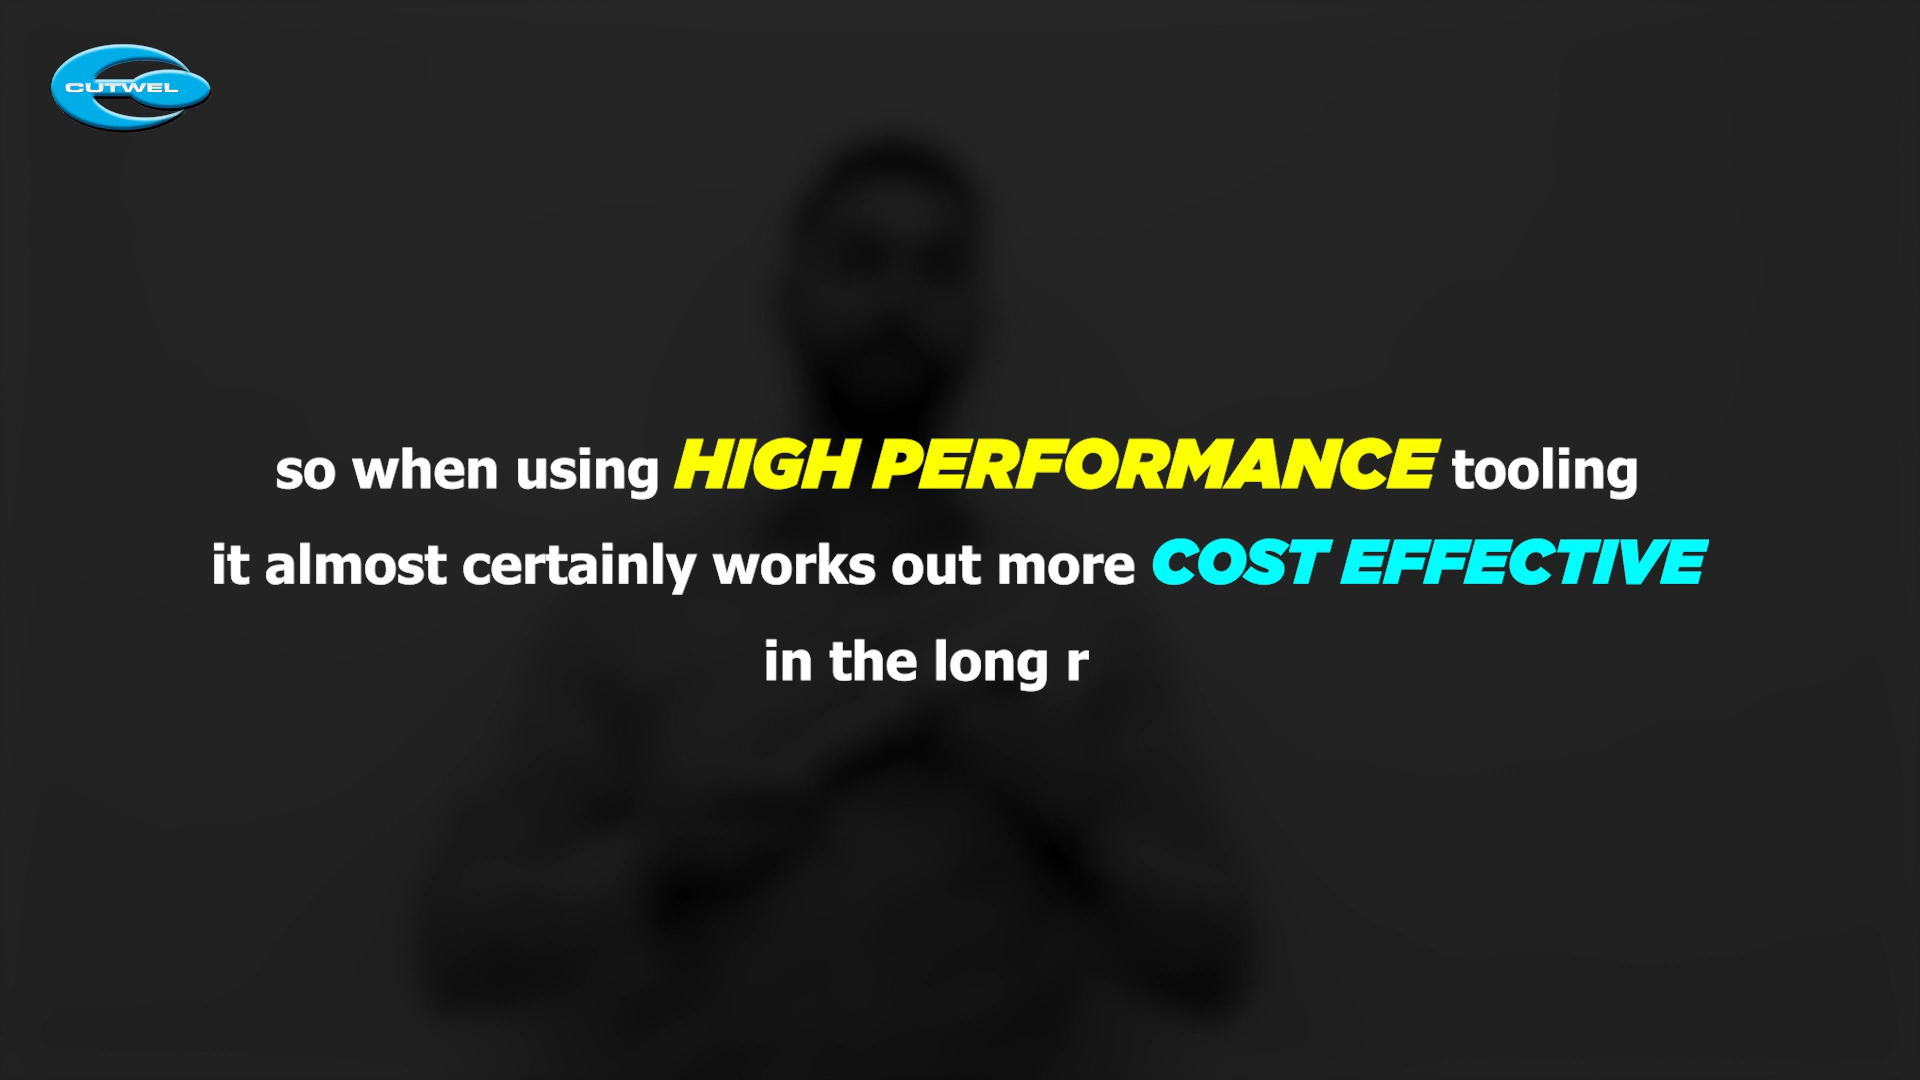 CUTWEL
so when using HIGH PERFORMANCE tooling
it almost certainly works out more COST EFFECTIVE
in the long r